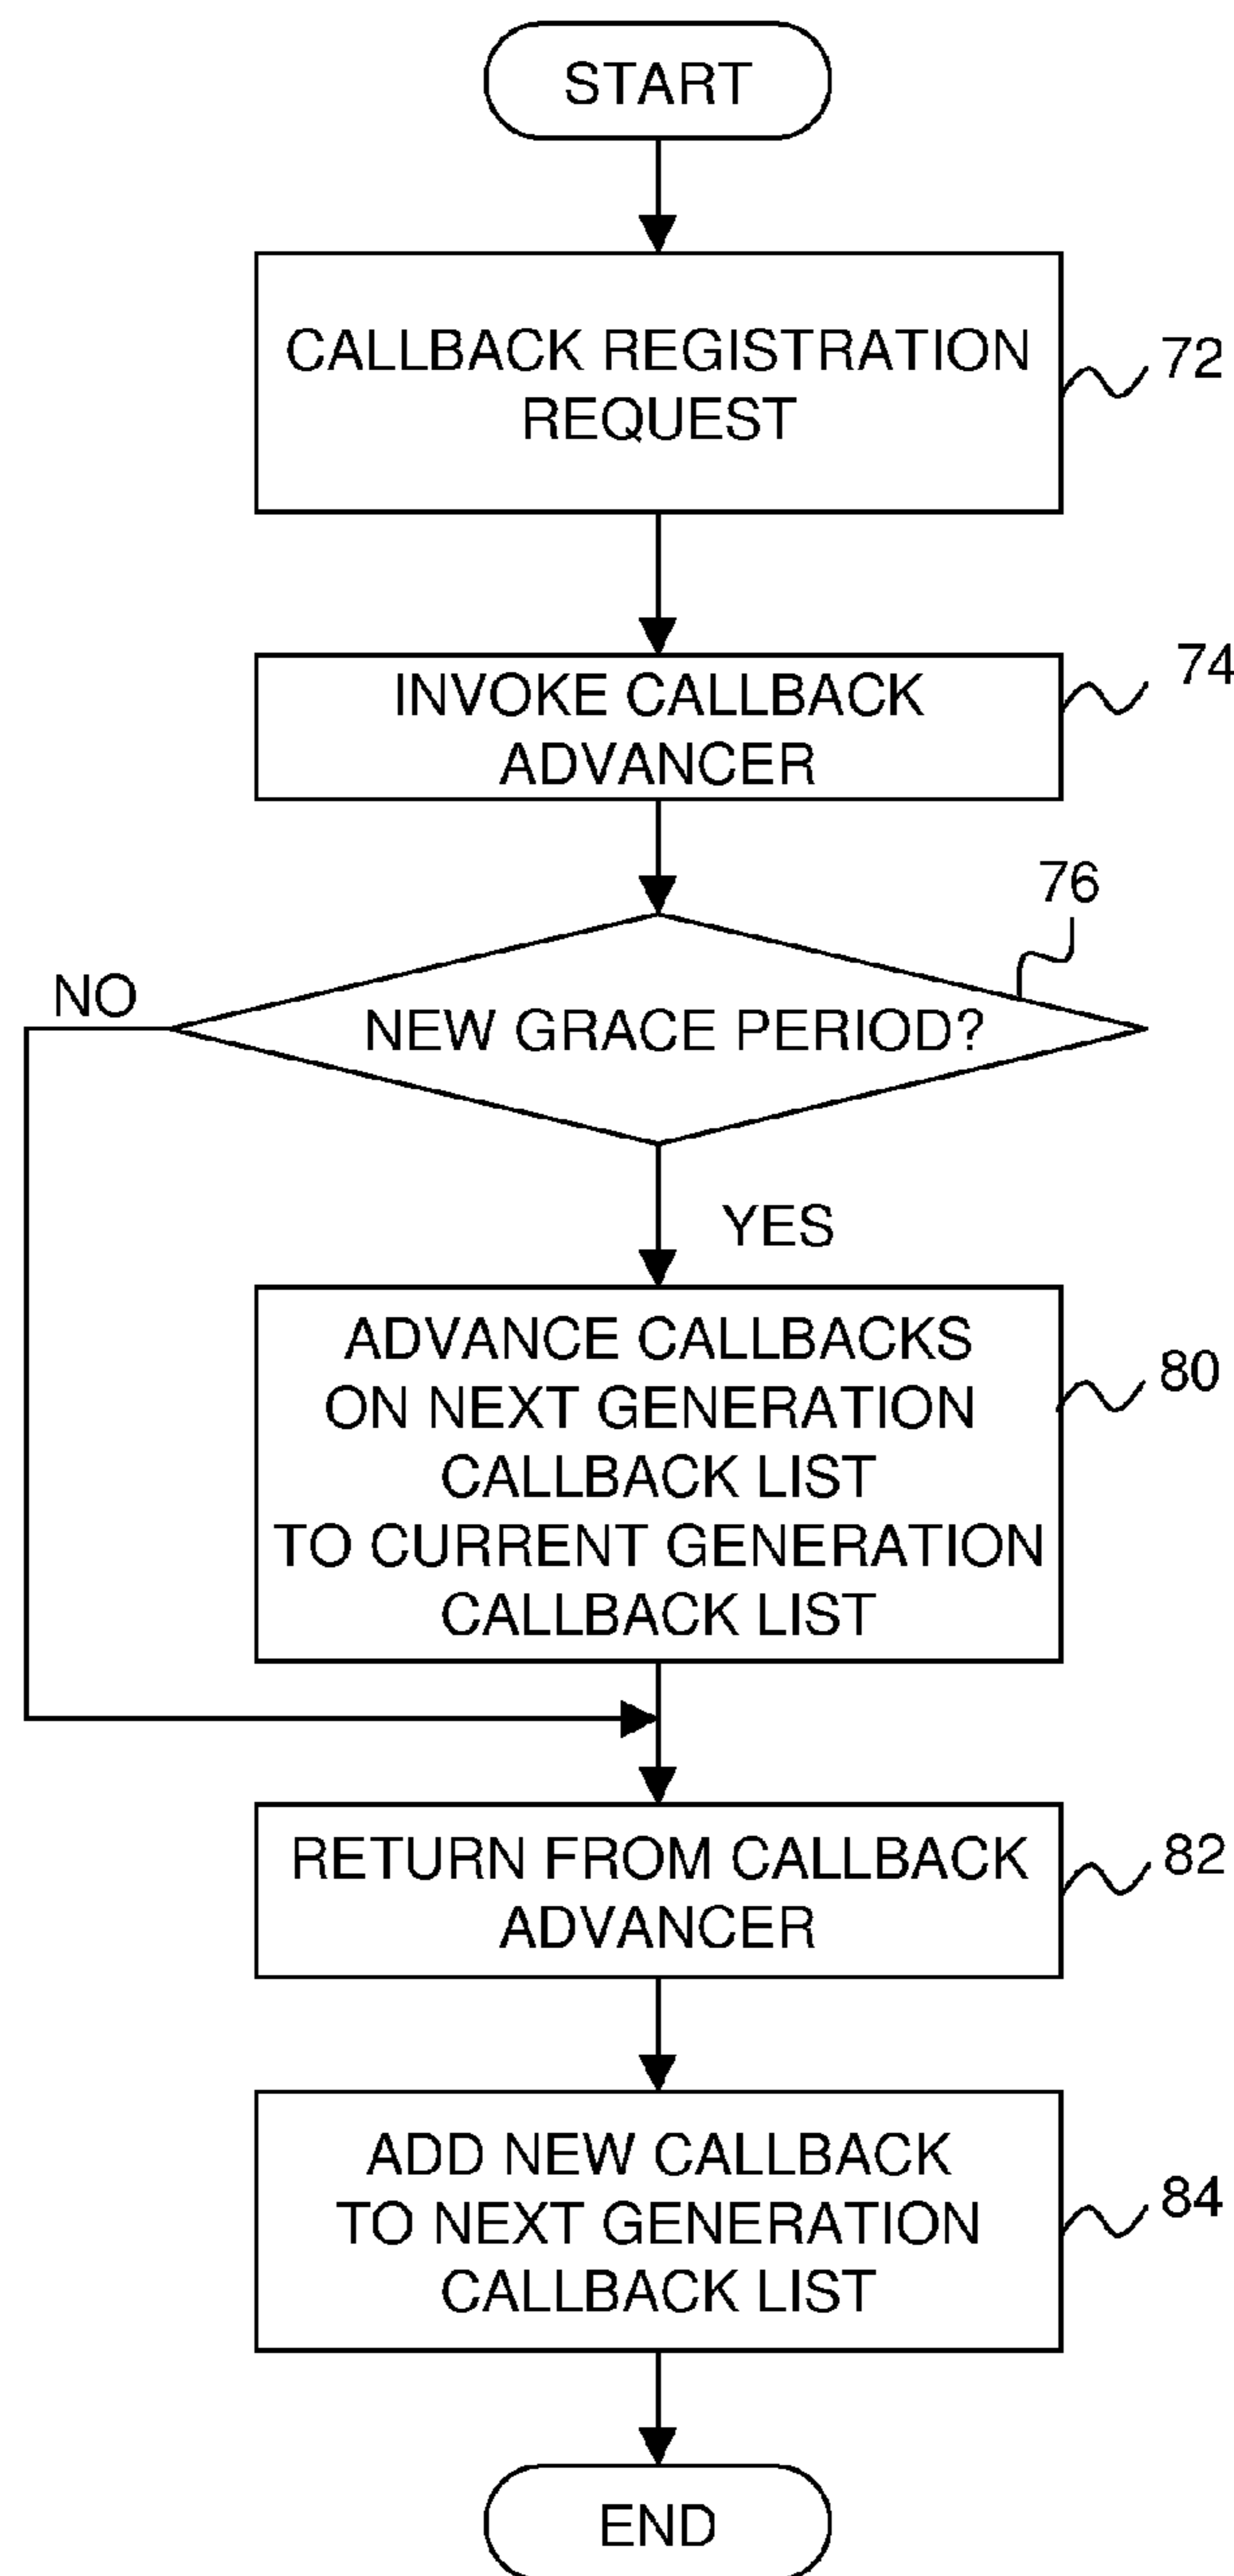 START
CALLBACK REGISTRATION
REQUEST
72
INVOKE CALLBACK
ADVANCER
74
76
NO
NEW GRACE PERIOD?
YES
ADVANCE CALLBACKS
ON NEXT GENERATION
CALLBACK LIST
TO CURRENT GENERATION
CALLBACK LIST
80
RETURN FROM CALLBACK
ADVANCER
82
ADD NEW CALLBACK
TO NEXT GENERATION
CALLBACK LIST
84
END